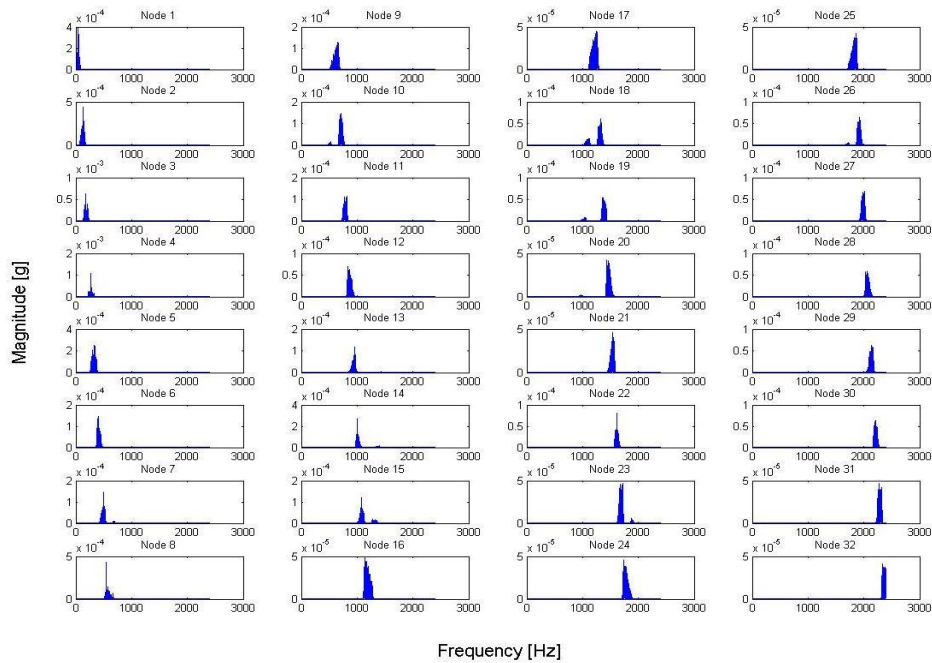 Magnitude [g]
x 10^-4 Node 1
4
2
0
0 1000 2000 3000
x 10^-4 Node 2
5
0
0 1000 2000 3000
x 10^-3 Node 3
1
0.5
0
0 1000 2000 3000
x 10^-3 Node 4
2
1
0
0 1000 2000 3000
x 10^-4 Node 5
4
2
0
0 1000 2000 3000
x 10^-4 Node 6
2
1
0
0 1000 2000 3000
x 10^-4 Node 7
2
1
0
0 1000 2000 3000
x 10^-4 Node 8
5
0
0 1000 2000 3000
x 10^-4 Node 9
2
1
0
0 1000 2000 3000
x 10^-4 Node 10
2
1
0
0 1000 2000 3000
x 10^-4 Node 11
2
1
0
0 1000 2000 3000
x 10^-4 Node 12
1
0.5
0
0 1000 2000 3000
x 10^-4 Node 13
2
1
0
0 1000 2000 3000
x 10^-4 Node 14
4
2
0
0 1000 2000 3000
x 10^-4 Node 15
2
1
0
0 1000 2000 3000
x 10^-5 Node 16
5
0
0 1000 2000 3000
x 10^-5 Node 17
5
0
0 1000 2000 3000
x 10^-4 Node 18
1
0.5
0
0 1000 2000 3000
x 10^-4 Node 19
1
0.5
0
0 1000 2000 3000
x 10^-5 Node 20
5
0
0 1000 2000 3000
x 10^-5 Node 21
5
0
0 1000 2000 3000
x 10^-4 Node 22
1
0.5
0
0 1000 2000 3000
x 10^-5 Node 23
5
0
0 1000 2000 3000
x 10^-5 Node 24
5
0
0 1000 2000 3000
x 10^-5 Node 25
5
0
0 1000 2000 3000
x 10^-4 Node 26
1
0.5
0
0 1000 2000 3000
x 10^-4 Node 27
1
0.5
0
0 1000 2000 3000
x 10^-4 Node 28
1
0.5
0
0 1000 2000 3000
x 10^-4 Node 29
1
0.5
0
0 1000 2000 3000
x 10^-4 Node 30
1
0.5
0
0 1000 2000 3000
x 10^-5 Node 31
5
0
0 1000 2000 3000
x 10^-5 Node 32
5
0
0 1000 2000 3000
Frequency [Hz]